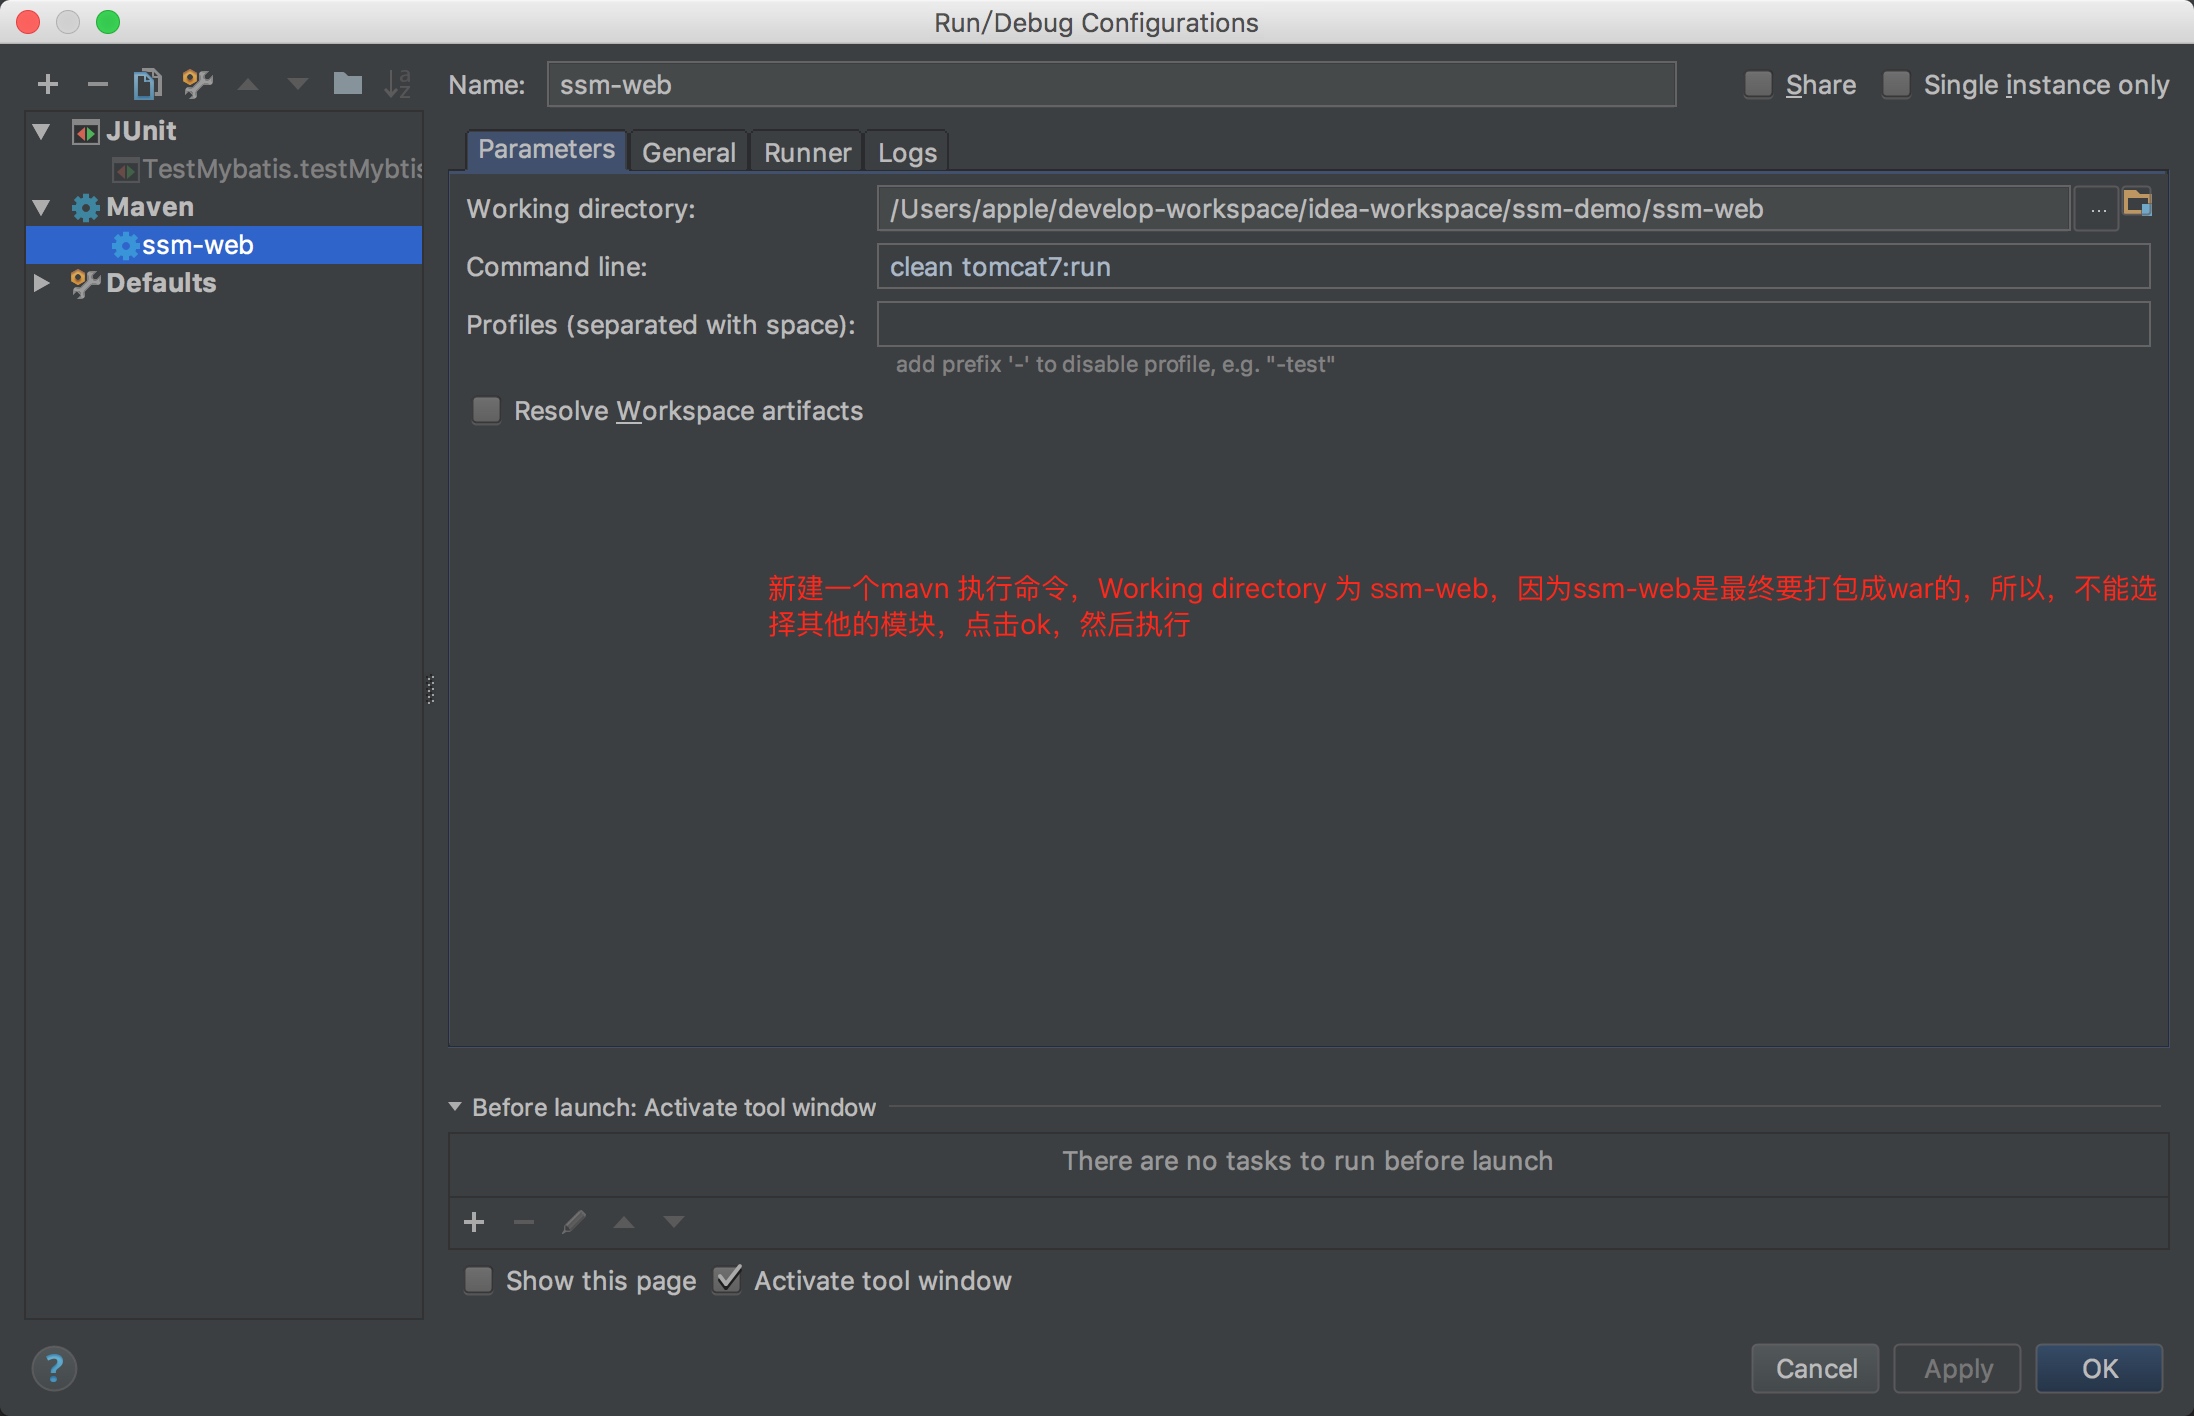 Run/Debug Configurations
Name: ssm-web Share Single instance only
JUnit
TestMybatis.testMybtis
Maven
ssm-web
Defaults
Parameters General Runner Logs
Working directory: /Users/apple/develop-workspace/idea-workspace/ssm-demo/ssm-web ...
Command line: clean tomcat7:run
Profiles (separated with space):
add prefix '-' to disable profile, e.g. "-test"
Resolve Workspace artifacts
新建一个mavn 执行命令，Working directory 为 ssm-web，因为ssm-web是最终要打包成war的，所以，不能选
择其他的模块，点击ok，然后执行
Before launch: Activate tool window
There are no tasks to run before launch
Show this page Activate tool window
? Cancel Apply OK